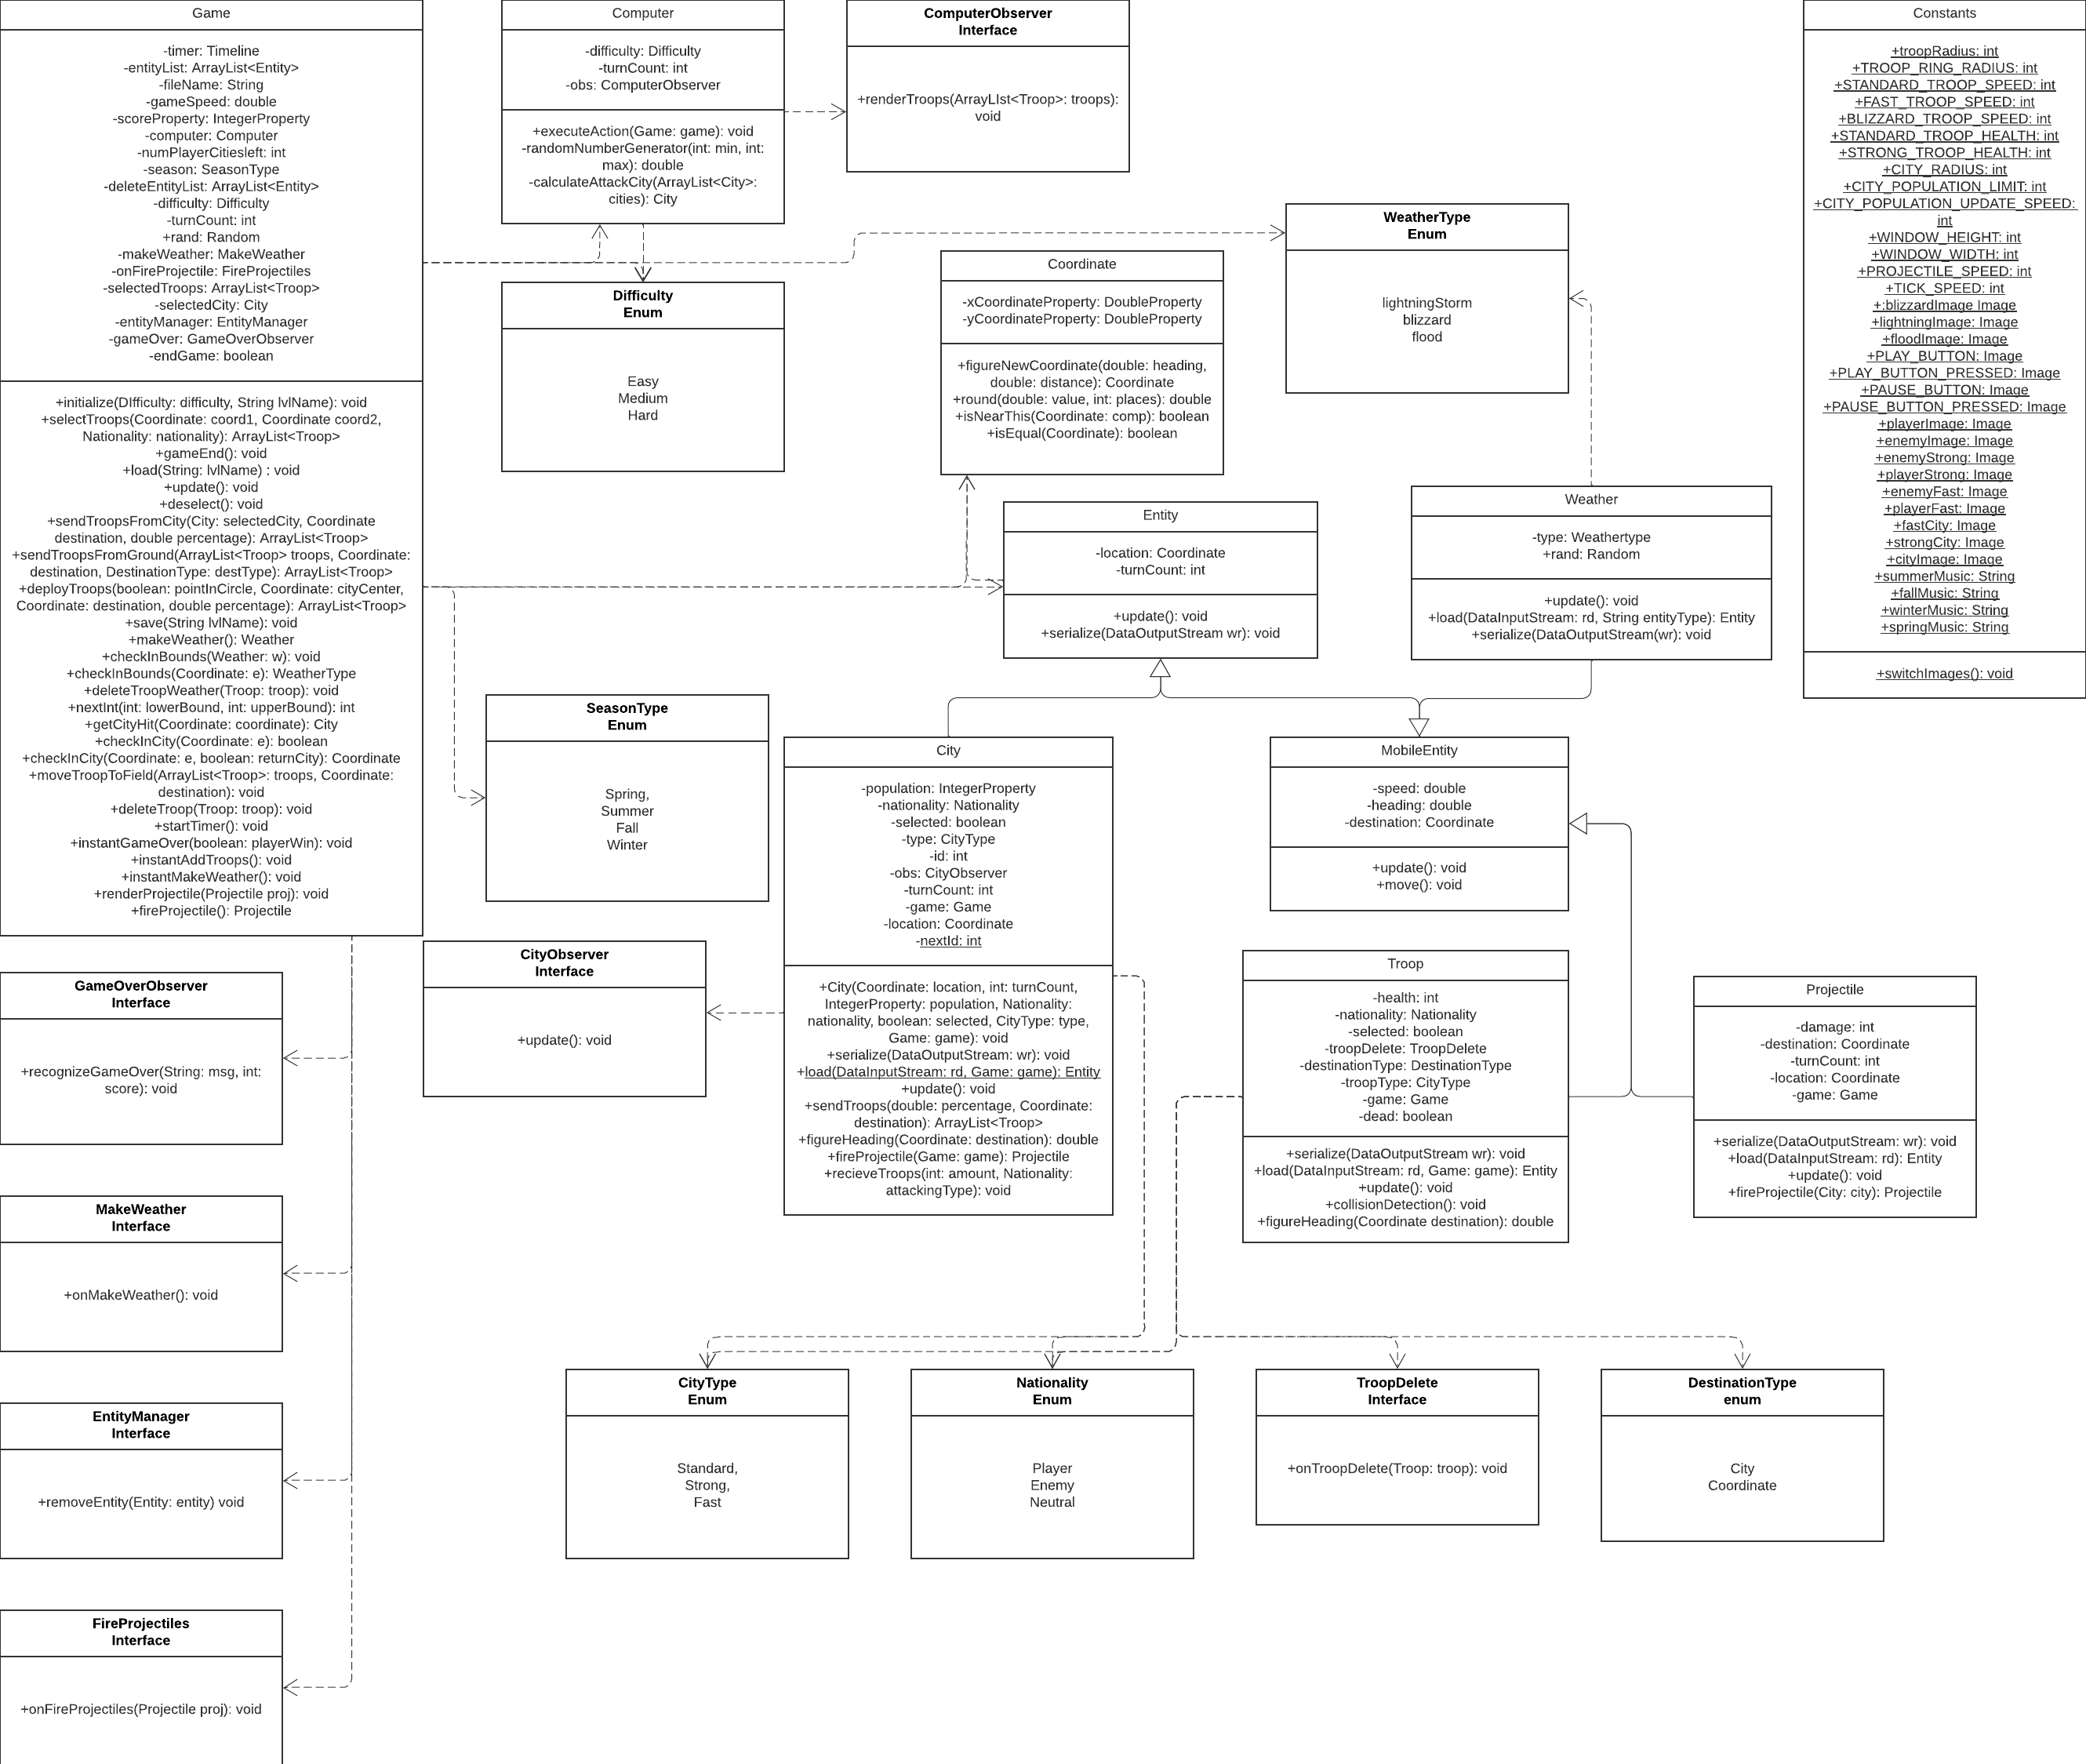 Game
-timer: Timeline
-entityList: ArrayList<Entity>
-fileName: String
-gameSpeed: double
-scoreProperty: IntegerProperty
-computer: Computer
-numPlayerCitiesleft: int
-season: SeasonType
-deleteEntityList: ArrayList<Entity>
-difficulty: Difficulty
-turnCount: int
+rand: Random
-makeWeather: MakeWeather
-onFireProjectile: FireProjectiles
-selectedTroops: ArrayList<Troop>
-selectedCity: City
-entityManager: EntityManager
-gameOver: GameOverObserver
-endGame: boolean
+initialize(DIfficulty: difficulty, String lvlName): void
+selectTroops(Coordinate: coord1, Coordinate coord2,
Nationality: nationality): ArrayList<Troop>
+gameEnd(): void
+load(String: lvlName) : void
+update(): void
+deselect(): void
+sendTroopsFromCity(City: selectedCity, Coordinate
destination, double percentage): ArrayList<Troop>
+sendTroopsFromGround(ArrayList<Troop> troops, Coordinate:
destination, DestinationType: destType): ArrayList<Troop>
+deployTroops(boolean: pointInCircle, Coordinate: cityCenter,
Coordinate: destination, double percentage): ArrayList<Troop>
+save(String lvlName): void
+makeWeather(): Weather
+checkInBounds(Weather: w): void
+checkInBounds(Coordinate: e): WeatherType
+deleteTroopWeather(Troop: troop): void
+nextInt(int: lowerBound, int: upperBound): int
+getCityHit(Coordinate: coordinate): City
+checkInCity(Coordinate: e): boolean
+checkInCity(Coordinate: e, boolean: returnCity): Coordinate
+moveTroopToField(ArrayList<Troop>: troops, Coordinate:
destination): void
+deleteTroop(Troop: troop): void
+startTimer(): void
+instantGameOver(boolean: playerWin): void
+instantAddTroops(): void
+instantMakeWeather(): void
+renderProjectile(Projectile proj): void
+fireProjectile(): Projectile
Computer
-difficulty: Difficulty
-turnCount: int
-obs: ComputerObserver
+executeAction(Game: game): void
-randomNumberGenerator(int: min, int:
max): double
-calculateAttackCity(ArrayList<City>:
cities): City
ComputerObserver
Interface
+renderTroops(ArrayLIst<Troop>: troops):
void
Difficulty
Enum
Easy
Medium
Hard
Coordinate
-xCoordinateProperty: DoubleProperty
-yCoordinateProperty: DoubleProperty
+figureNewCoordinate(double: heading,
double: distance): Coordinate
+round(double: value, int: places): double
+isNearThis(Coordinate: comp): boolean
+isEqual(Coordinate): boolean
WeatherType
Enum
lightningStorm
blizzard
flood
Constants
+troopRadius: int
+TROOP_RING_RADIUS: int
+STANDARD_TROOP_SPEED: int
+FAST_TROOP_SPEED: int
+BLIZZARD_TROOP_SPEED: int
+STANDARD_TROOP_HEALTH: int
+STRONG_TROOP_HEALTH: int
+CITY_RADIUS: int
+CITY_POPULATION_LIMIT: int
+CITY_POPULATION_UPDATE_SPEED:
int
+WINDOW_HEIGHT: int
+WINDOW_WIDTH: int
+PROJECTILE_SPEED: int
+TICK_SPEED: int
+:blizzardImage Image
+lightningImage: Image
+floodImage: Image
+PLAY_BUTTON: Image
+PLAY_BUTTON_PRESSED: Image
+PAUSE_BUTTON: Image
+PAUSE_BUTTON_PRESSED: Image
+playerImage: Image
+enemyImage: Image
+enemyStrong: Image
+playerStrong: Image
+enemyFast: Image
+playerFast: Image
+fastCity: Image
+strongCity: Image
+cityImage: Image
+summerMusic: String
+fallMusic: String
+winterMusic: String
+springMusic: String
+switchImages(): void
Entity
-location: Coordinate
-turnCount: int
+update(): void
+serialize(DataOutputStream wr): void
Weather
-type: Weathertype
+rand: Random
+update(): void
+load(DataInputStream: rd, String entityType): Entity
+serialize(DataOutputStream(wr): void
SeasonType
Enum
Spring,
Summer
Fall
Winter
City
-population: IntegerProperty
-nationality: Nationality
-selected: boolean
-type: CityType
-id: int
-obs: CityObserver
-turnCount: int
-game: Game
-location: Coordinate
-nextId: int
+City(Coordinate: location, int: turnCount,
IntegerProperty: population, Nationality:
nationality, boolean: selected, CityType: type,
Game: game): void
+serialize(DataOutputStream: wr): void
+load(DataInputStream: rd, Game: game): Entity
+update(): void
+sendTroops(double: percentage, Coordinate:
destination): ArrayList<Troop>
+figureHeading(Coordinate: destination): double
+fireProjectile(Game: game): Projectile
+recieveTroops(int: amount, Nationality:
attackingType): void
MobileEntity
-speed: double
-heading: double
-destination: Coordinate
+update(): void
+move(): void
CityObserver
Interface
+update(): void
Troop
-health: int
-nationality: Nationality
-selected: boolean
-troopDelete: TroopDelete
-destinationType: DestinationType
-troopType: CityType
-game: Game
-dead: boolean
+serialize(DataOutputStream wr): void
+load(DataInputStream: rd, Game: game): Entity
+update(): void
+collisionDetection(): void
+figureHeading(Coordinate destination): double
Projectile
-damage: int
-destination: Coordinate
-turnCount: int
-location: Coordinate
-game: Game
+serialize(DataOutputStream: wr): void
+load(DataInputStream: rd): Entity
+update(): void
+fireProjectile(City: city): Projectile
GameOverObserver
Interface
+recognizeGameOver(String: msg, int:
score): void
MakeWeather
Interface
+onMakeWeather(): void
EntityManager
Interface
+removeEntity(Entity: entity) void
FireProjectiles
Interface
+onFireProjectiles(Projectile proj): void
CityType
Enum
Standard,
Strong,
Fast
Nationality
Enum
Player
Enemy
Neutral
TroopDelete
Interface
+onTroopDelete(Troop: troop): void
DestinationType
enum
City
Coordinate